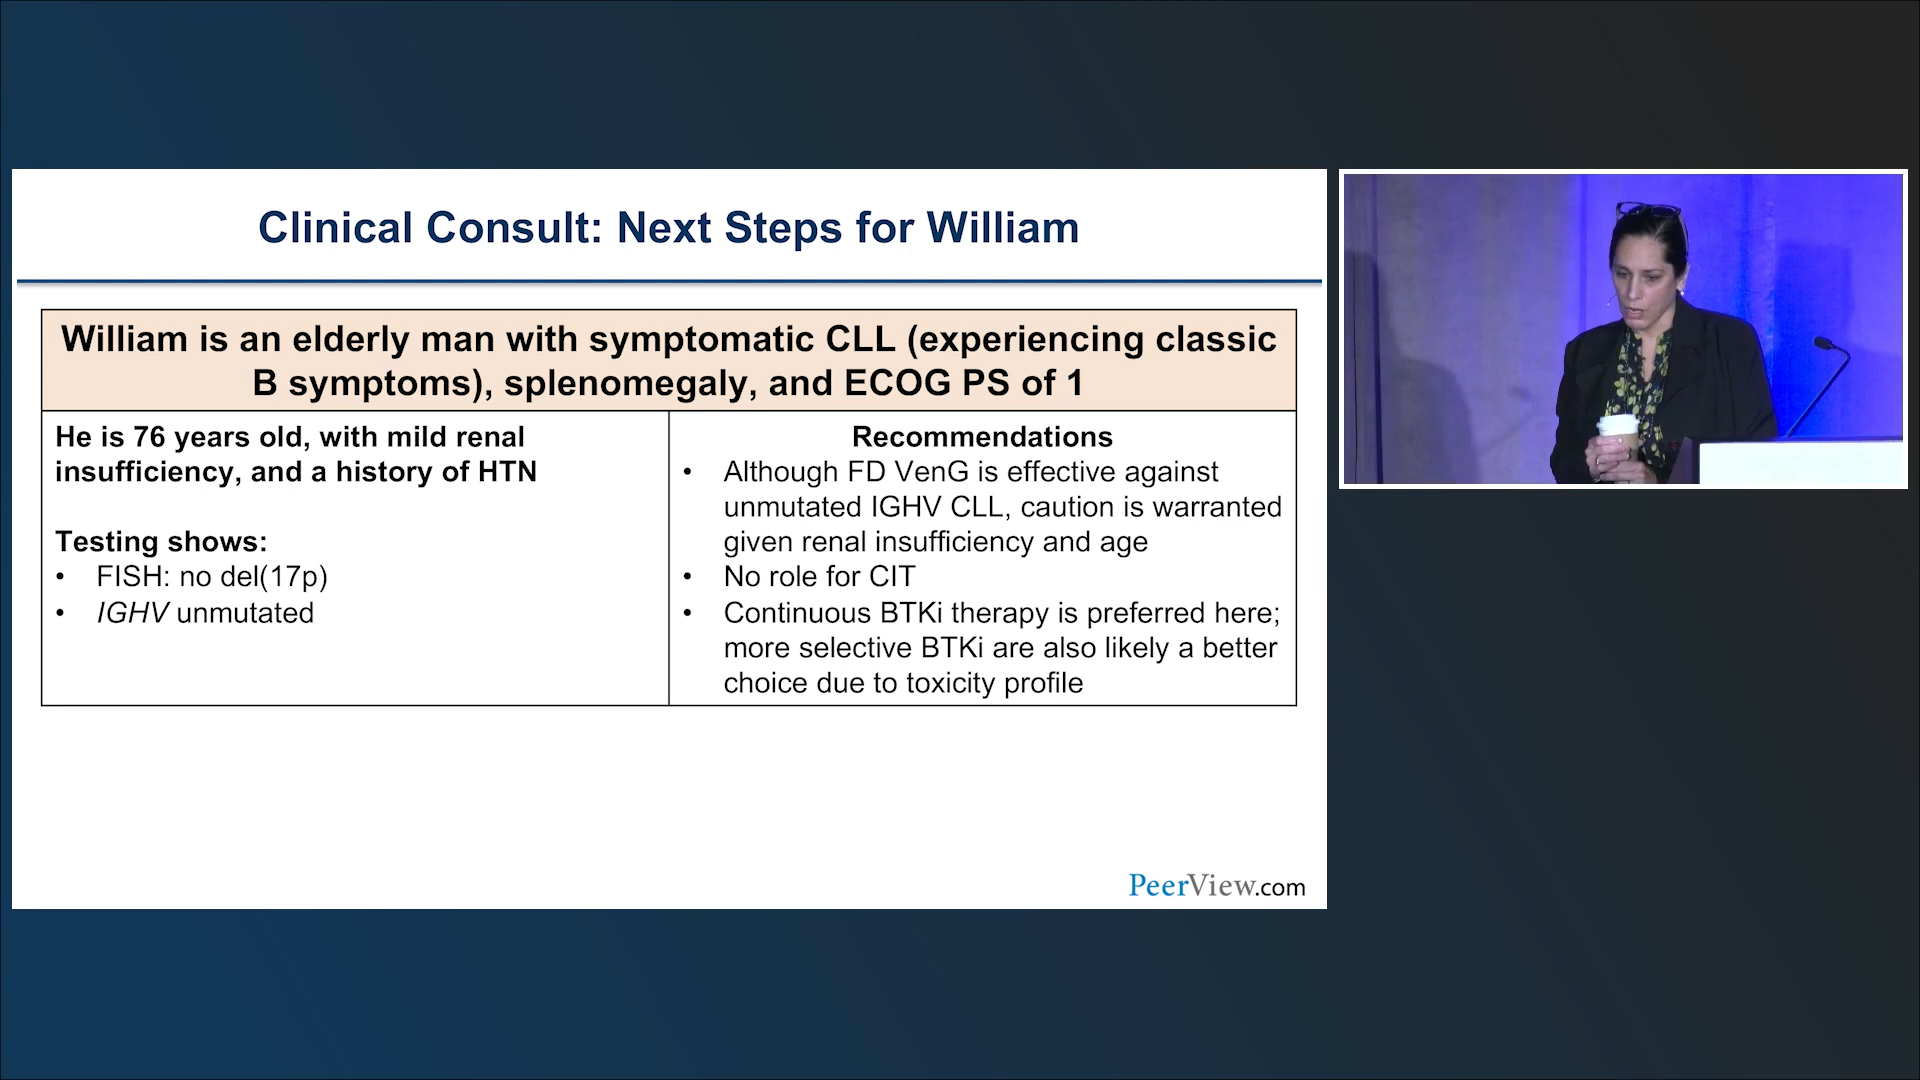 Clinical Consult: Next Steps for William
William is an elderly man with symptomatic CLL (experiencing classic
B symptoms), splenomegaly, and ECOG PS of 1
He is 76 years old, with mild renal
insufficiency, and a history of HTN
Testing shows:
• FISH: no del(17p)
• IGHV unmutated
Recommendations
• Although FD VenG is effective against
unmutated IGHV CLL, caution is warranted
given renal insufficiency and age
• No role for CIT
• Continuous BTKi therapy is preferred here;
more selective BTKi are also likely a better
choice due to toxicity profile
PeerView.com